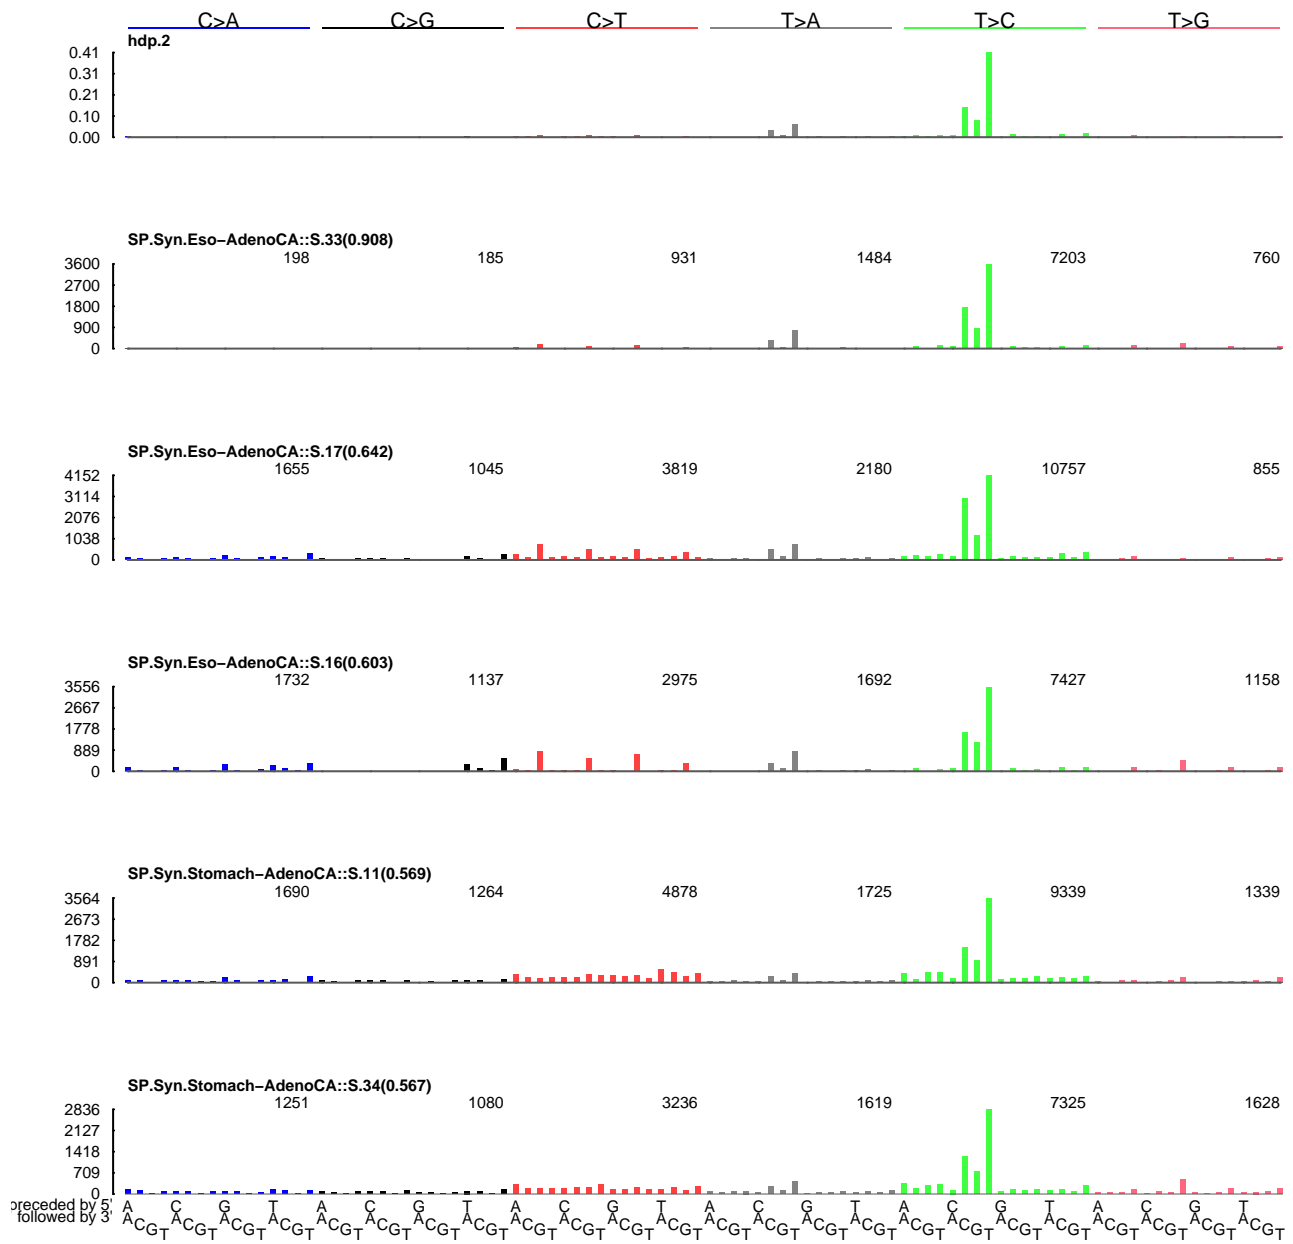 C>A C>G C>T T>A T>C T>G
hdp.2
0.41
0.31
0.21
0.10
0.00
SP.Syn.Eso−AdenoCA::S.33(0.908)
198 185 931 1484 7203 760
3600
2700
1800
900
0
SP.Syn.Eso−AdenoCA::S.17(0.642)
1655 1045 3819 2180 10757 855
4152
3114
2076
1038
0
SP.Syn.Eso−AdenoCA::S.16(0.603)
1732 1137 2975 1692 7427 1158
3556
2667
1778
889
0
SP.Syn.Stomach−AdenoCA::S.11(0.569)
1690 1264 4878 1725 9339 1339
3564
2673
1782
891
0
SP.Syn.Stomach−AdenoCA::S.34(0.567)
1251 1080 3236 1619 7325 1628
2836
2127
1418
709
0
preceded by 5' A C G T A C G T A C G T A C G T A C G T A C G T
followed by 3' A C G T A C G T A C G T A C G T A C G T A C G T A C G T A C G T A C G T A C G T A C G T A C G T A C G T A C G T A C G T A C G T A C G T A C G T A C G T A C G T A C G T A C G T A C G T A C G T